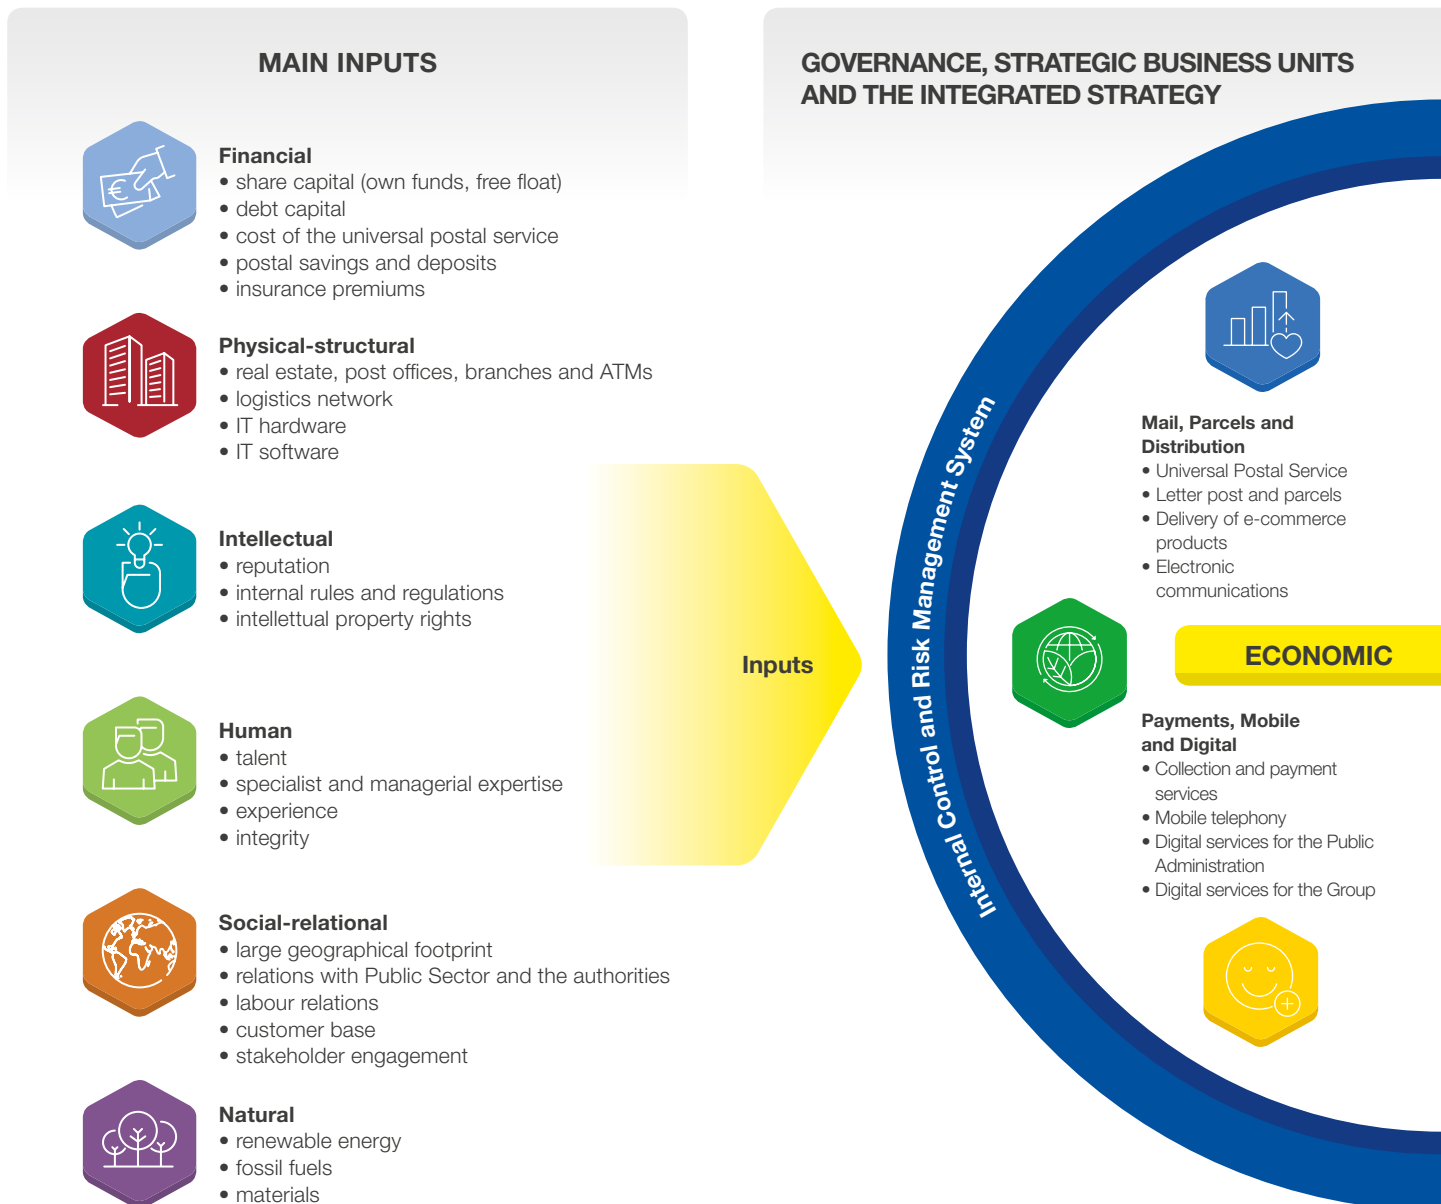 MAIN INPUTS
Financial
• share capital (own funds, free float)
• debt capital
• cost of the universal postal service
• postal savings and deposits
• insurance premiums
Physical-structural
• real estate, post offices, branches and ATMs
• logistics network
• IT hardware
• IT software
Intellectual
• reputation
• internal rules and regulations
• intellettual property rights
Human
• talent
• specialist and managerial expertise
• experience
• integrity
Social-relational
• large geographical footprint
• relations with Public Sector and the authorities
• labour relations
• customer base
• stakeholder engagement
Natural
• renewable energy
• fossil fuels
• materials
Inputs
GOVERNANCE, STRATEGIC BUSINESS UNITS
AND THE INTEGRATED STRATEGY
Internal Control and Risk Management System
Mail, Parcels and
Distribution
• Universal Postal Service
• Letter post and parcels
• Delivery of e-commerce
products
• Electronic
communications
ECONOMIC
Payments, Mobile
and Digital
• Collection and payment
services
• Mobile telephony
• Digital services for the Public
Administration
• Digital services for the Group